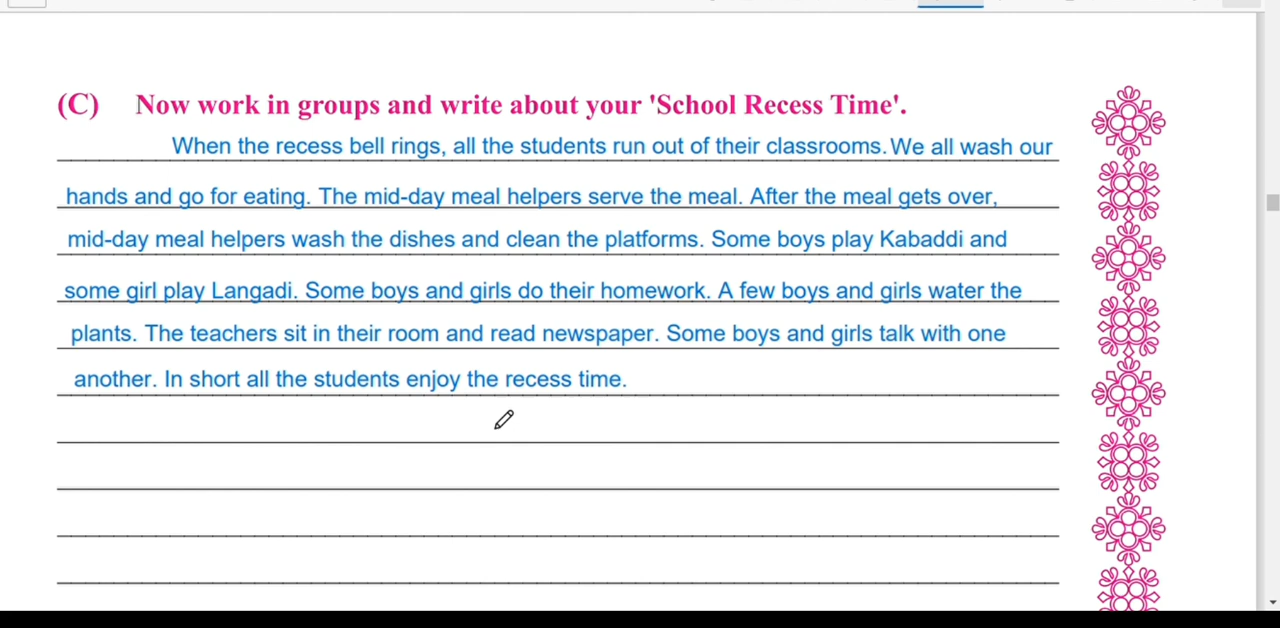 (C) Now work in groups and write about your 'School Recess Time'.
When the recess bell rings, all the students run out of their classrooms. We all wash our
hands and go for eating. The mid-day meal helpers serve the meal. After the meal gets over,
mid-day meal helpers wash the dishes and clean the platforms. Some boys play Kabaddi and
some girl play Langadi. Some boys and girls do their homework. A few boys and girls water the
plants. The teachers sit in their room and read newspaper. Some boys and girls talk with one
another. In short all the students enjoy the recess time.